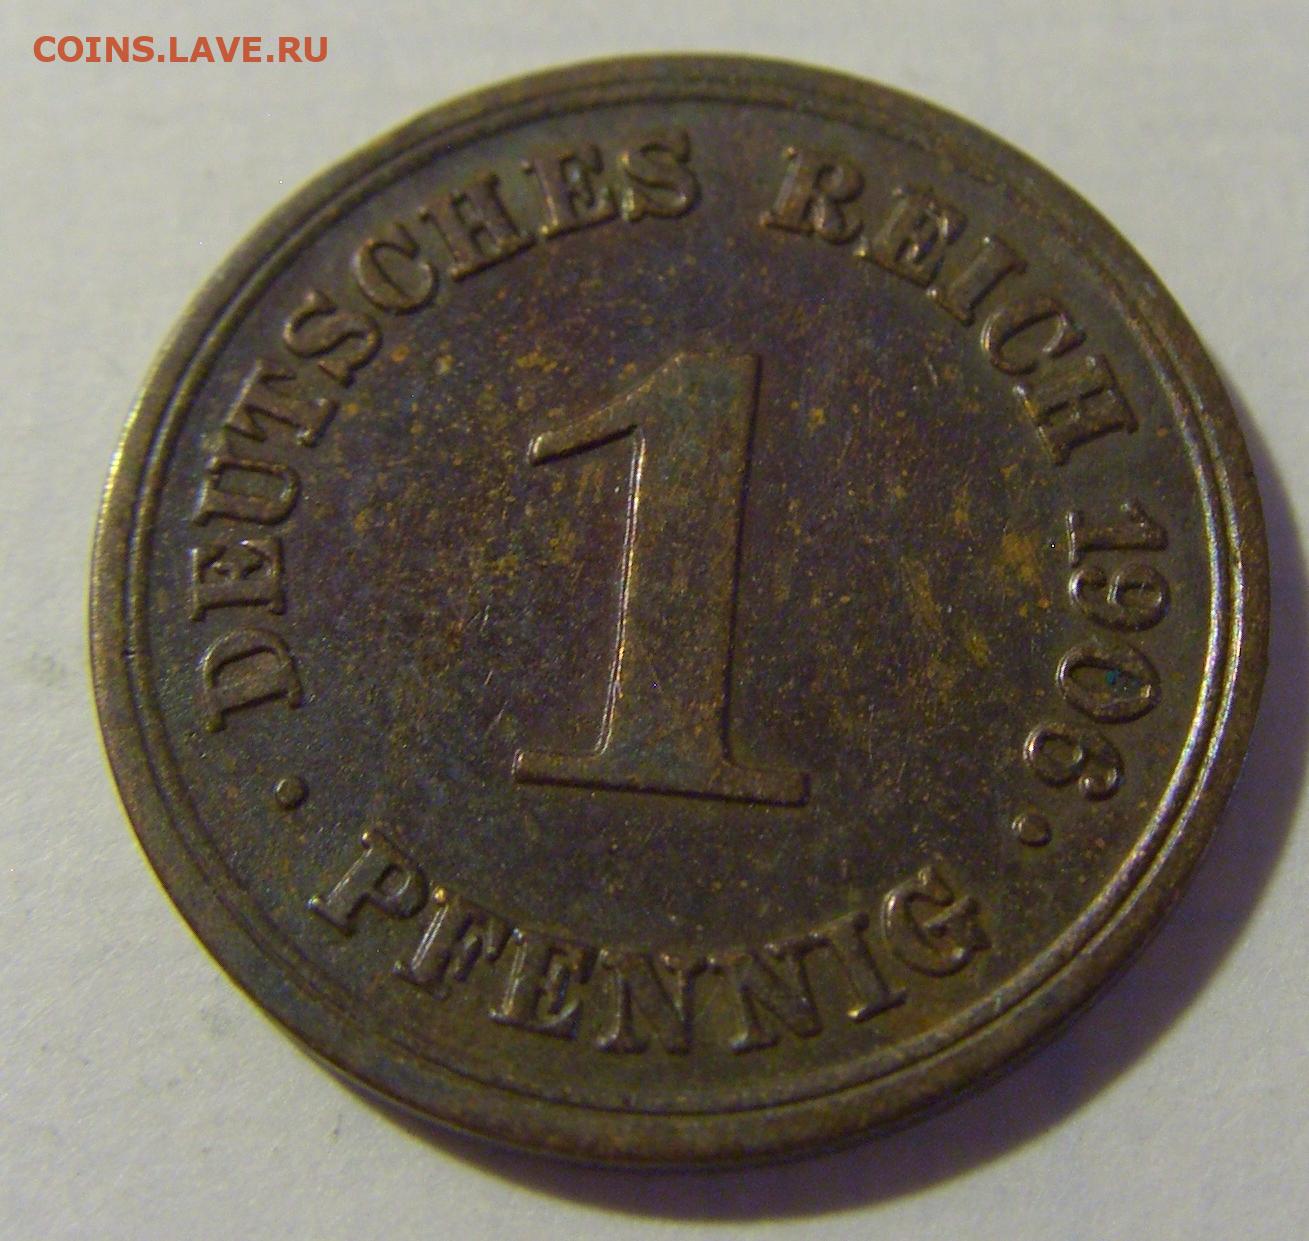 COINS.LAVE.RU
DEUTSCHES REICH 1906.
1
. PFENNIG